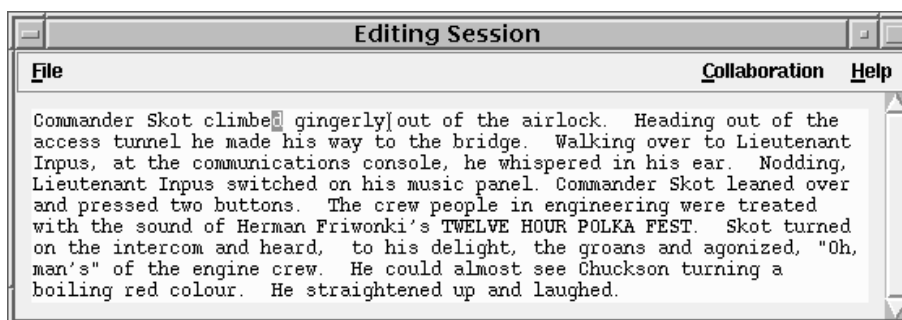 Editing Session
File Collaboration Help
Commander Skot climbed gingerly out of the airlock.  Heading out of the
access tunnel he made his way to the bridge.  Walking over to Lieutenant
Inpus, at the communications console, he whispered in his ear.  Nodding,
Lieutenant Inpus switched on his music panel. Commander Skot leaned over
and pressed two buttons.  The crew people in engineering were treated
with the sound of Herman Friwonki's TWELVE HOUR POLKA FEST.  Skot turned
on the intercom and heard,  to his delight, the groans and agonized, "Oh,
man's" of the engine crew.  He could almost see Chuckson turning a
boiling red colour.  He straightened up and laughed.